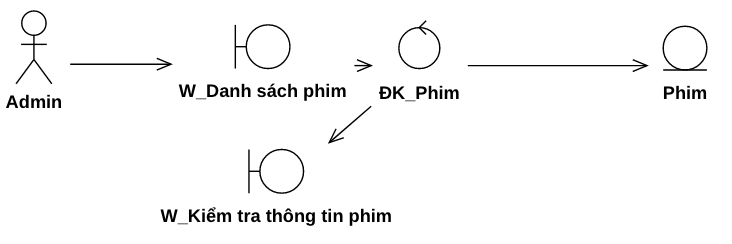 Admin
W_Danh sách phim
ĐK_Phim
Phim
W_Kiểm tra thông tin phim